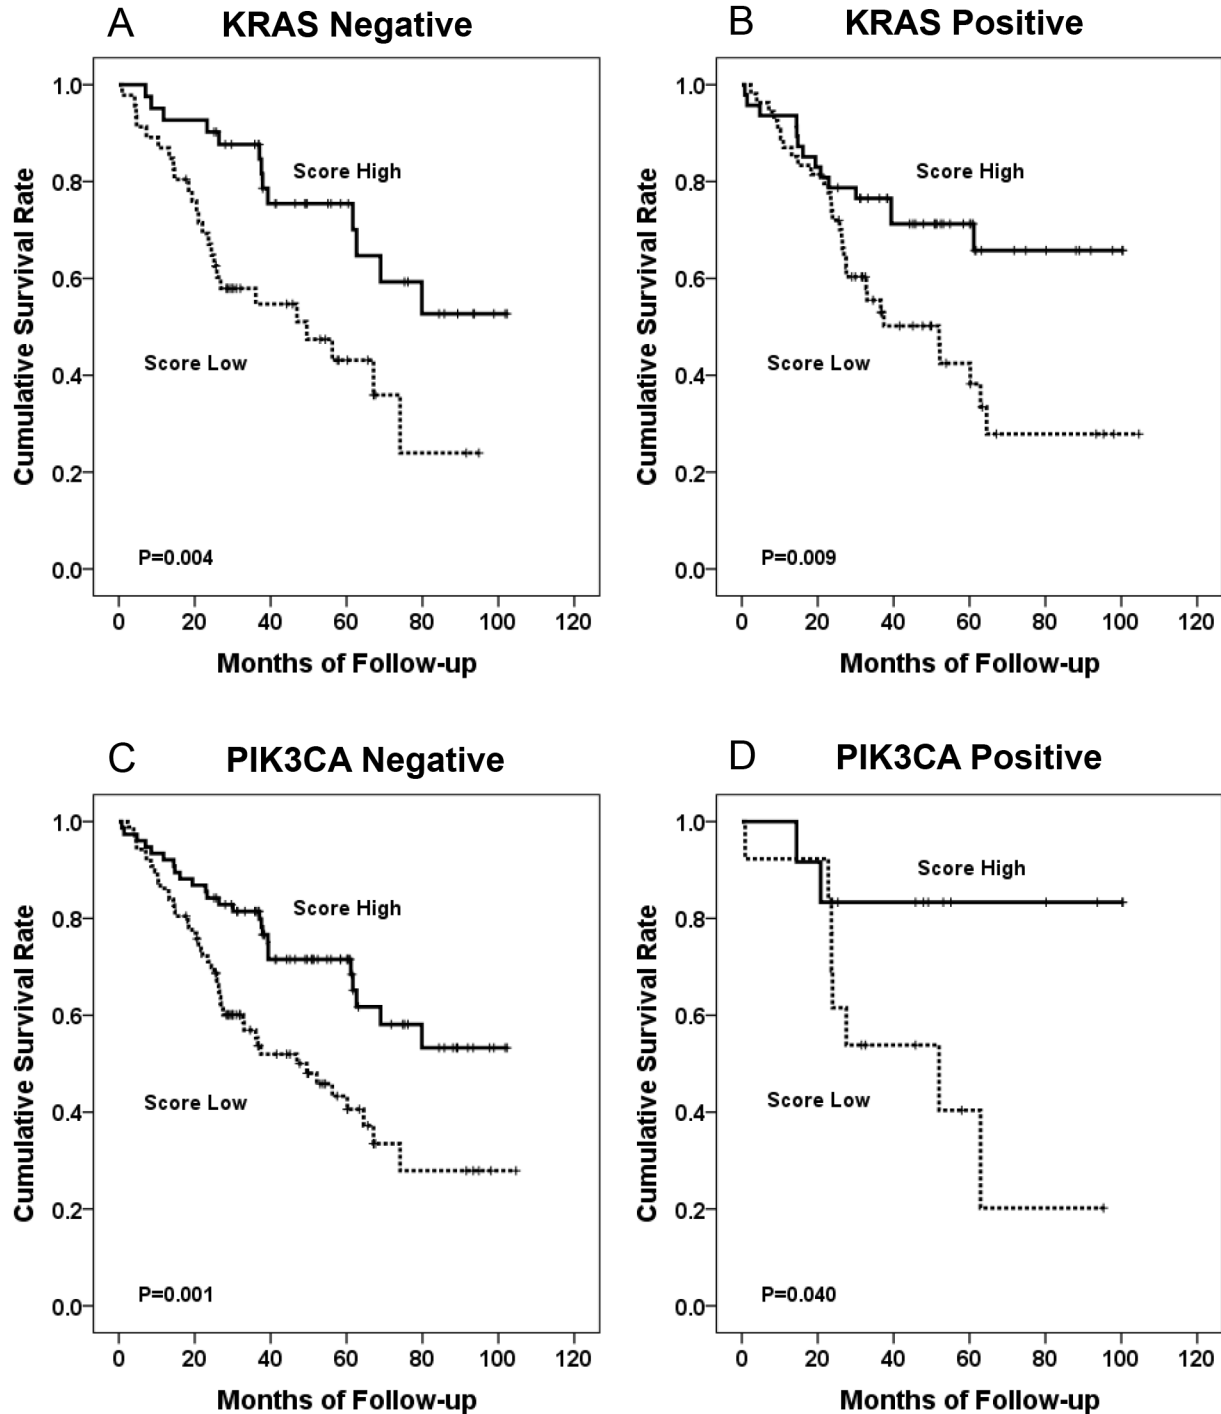 A KRAS Negative
Cumulative Survival Rate
1.0
0.8
0.6
0.4
0.2
0.0
Score High
Score Low
P=0.004
0 20 40 60 80 100 120
Months of Follow-up
B KRAS Positive
Cumulative Survival Rate
1.0
0.8
0.6
0.4
0.2
0.0
Score High
Score Low
P=0.009
0 20 40 60 80 100 120
Months of Follow-up
C PIK3CA Negative
Cumulative Survival Rate
1.0
0.8
0.6
0.4
0.2
0.0
Score High
Score Low
P=0.001
0 20 40 60 80 100 120
Months of Follow-up
D PIK3CA Positive
Cumulative Survival Rate
1.0
0.8
0.6
0.4
0.2
0.0
Score High
Score Low
P=0.040
0 20 40 60 80 100 120
Months of Follow-up